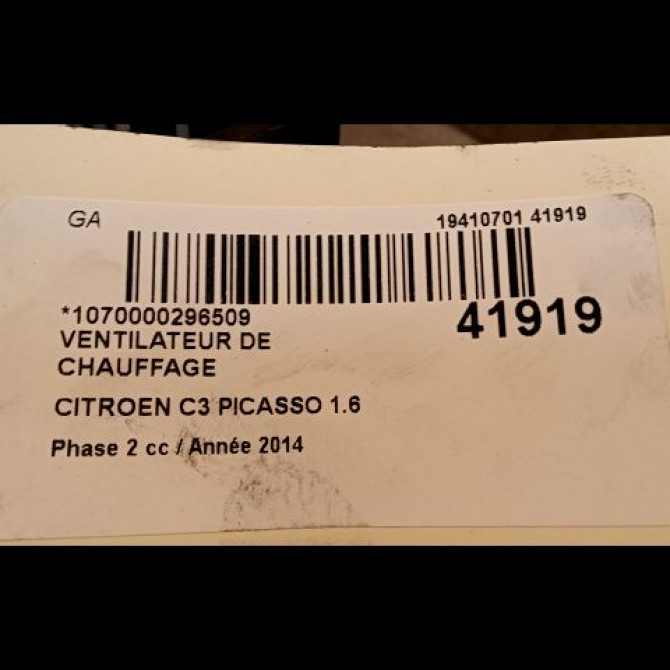 GA
19410701 41919
*1070000296509
41919
VENTILATEUR DE
CHAUFFAGE
CITROEN C3 PICASSO 1.6
Phase 2 cc / Année 2014